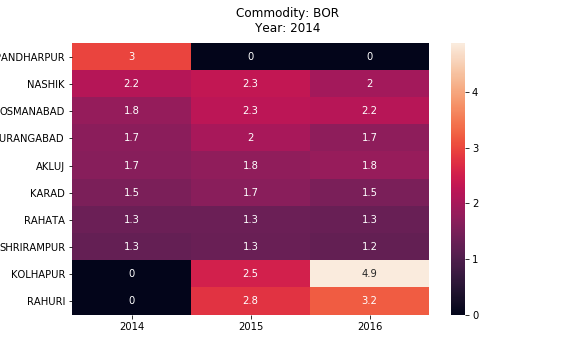 Commodity: BOR
Year: 2014
PANDHARPUR 3 0 0
NASHIK 2.2 2.3 2
OSMANABAD 1.8 2.3 2.2
URANGABAD 1.7 2 1.7
AKLUJ 1.7 1.8 1.8
KARAD 1.5 1.7 1.5
RAHATA 1.3 1.3 1.3
SHRIRAMPUR 1.3 1.3 1.2
KOLHAPUR 0 2.5 4.9
RAHURI 0 2.8 3.2
2014 2015 2016
4
3
2
1
0